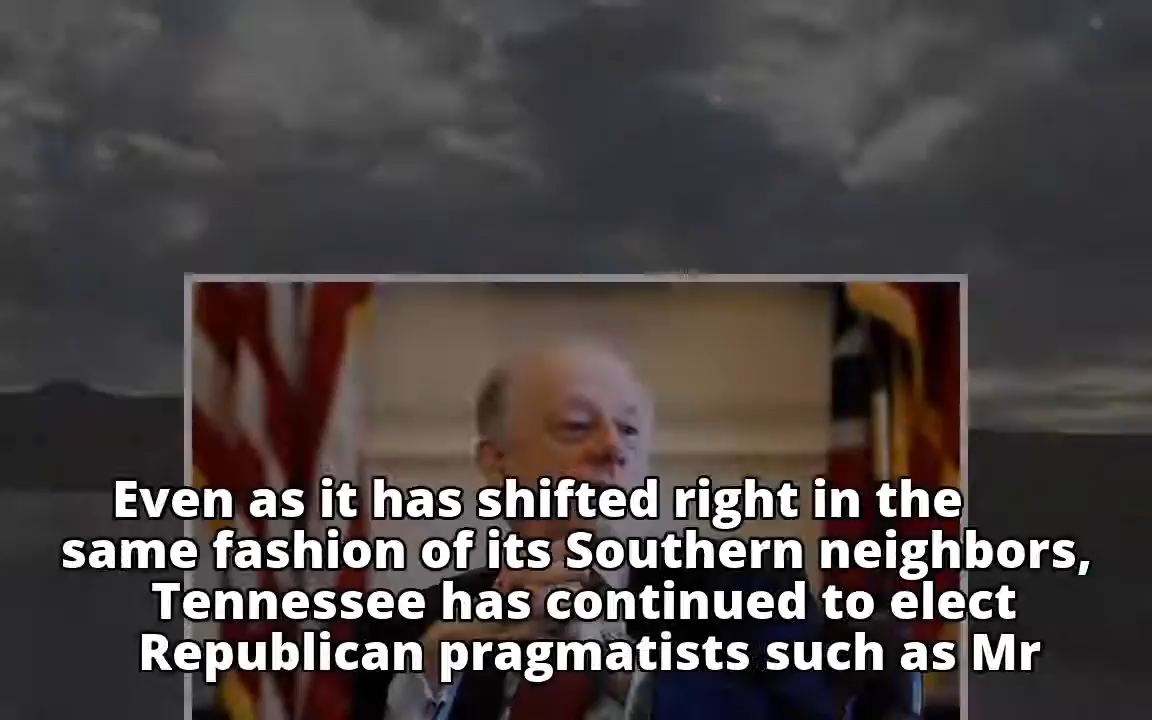 Even as it has shifted right in the
same fashion of its Southern neighbors,
Tennessee has continued to elect
Republican pragmatists such as Mr